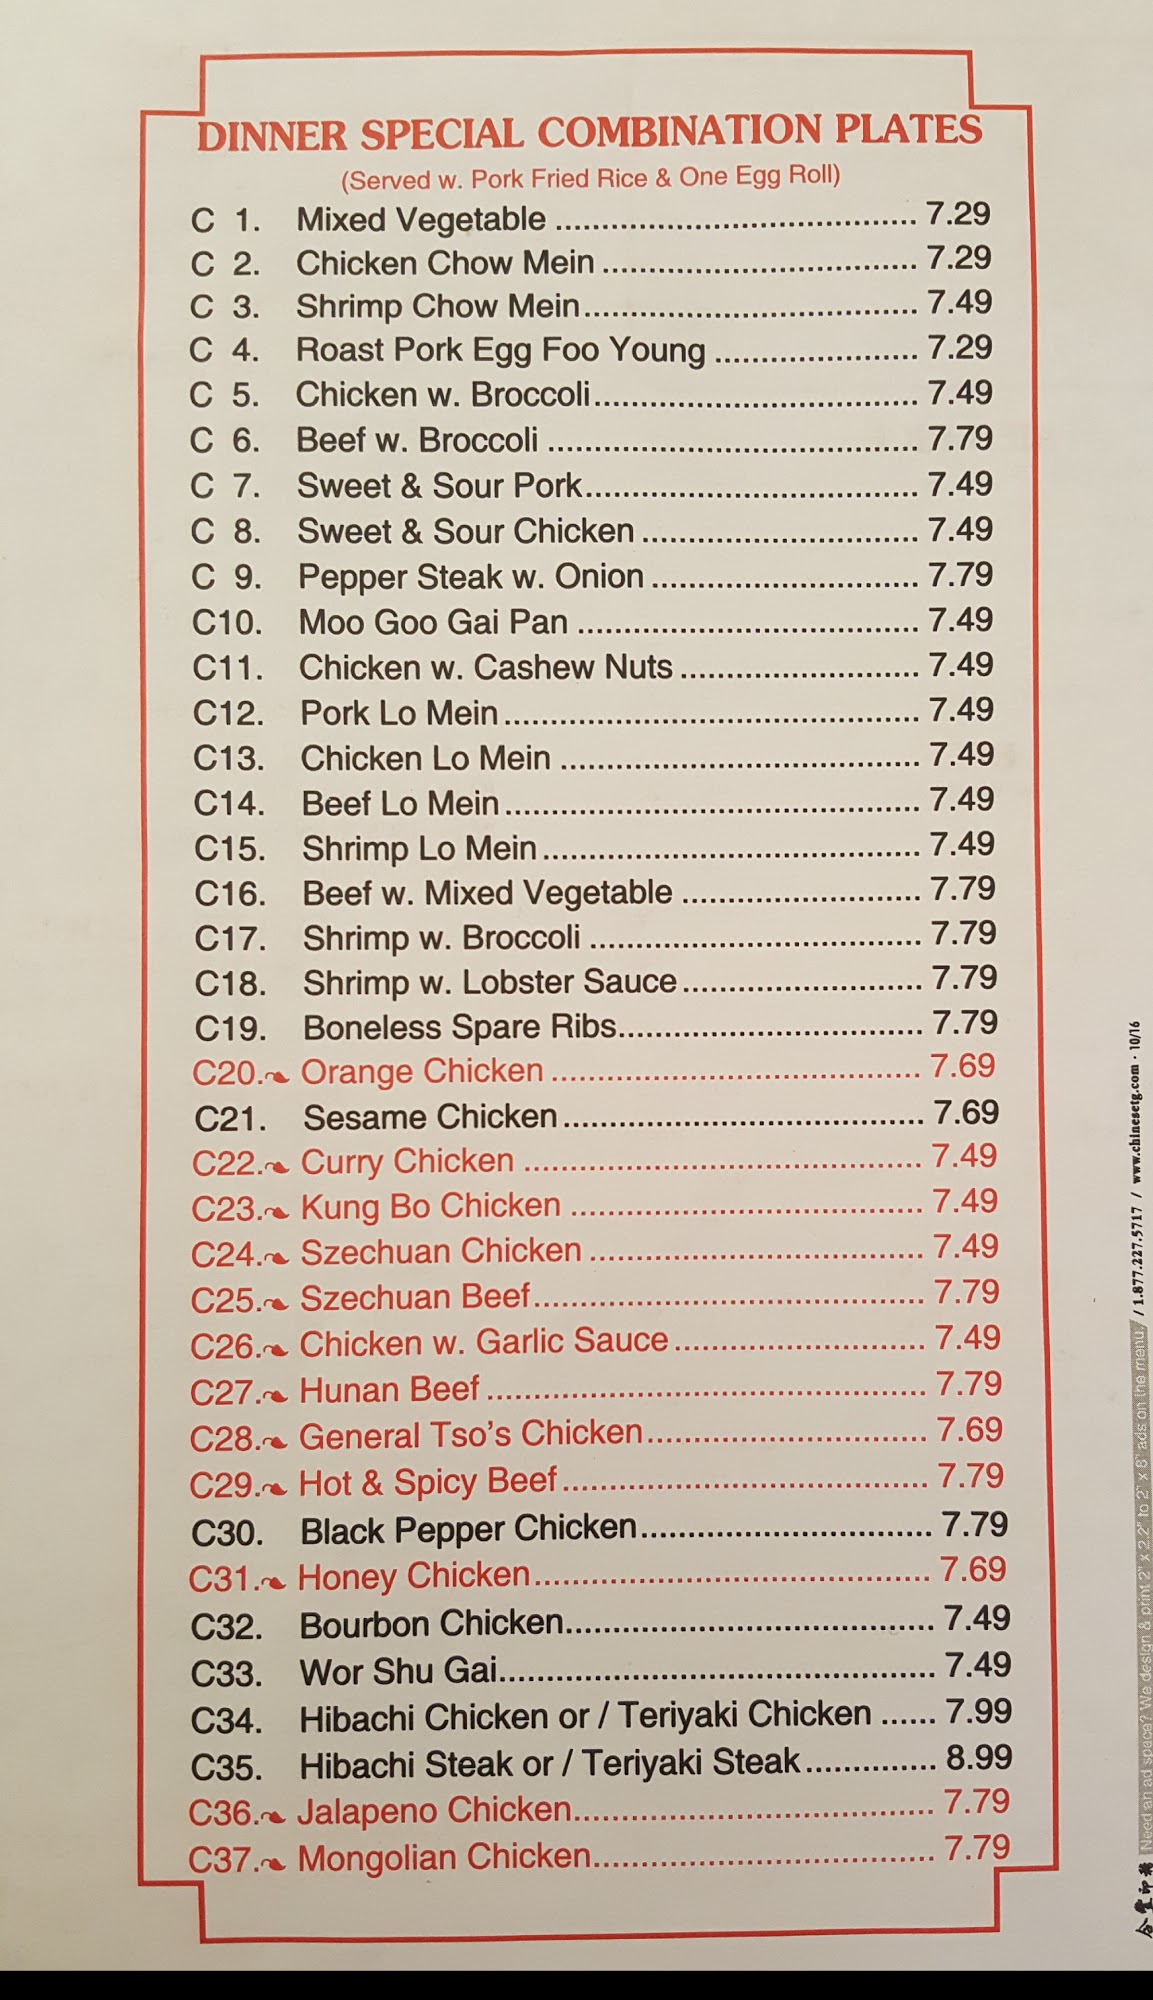 DINNER SPECIAL COMBINATION PLATES
(Served w. Pork Fried Rice & One Egg Roll)
C 1. Mixed Vegetable ........ 7.29
C 2. Chicken Chow Mein ........ 7.29
C 3. Shrimp Chow Mein ........ 7.49
C 4. Roast Pork Egg Foo Young ........ 7.29
C 5. Chicken w. Broccoli ........ 7.49
C 6. Beef w. Broccoli ........ 7.79
C 7. Sweet & Sour Pork ........ 7.49
C 8. Sweet & Sour Chicken ........ 7.49
C 9. Pepper Steak w. Onion ........ 7.79
C10. Moo Goo Gai Pan ........ 7.49
C11. Chicken w. Cashew Nuts ........ 7.49
C12. Pork Lo Mein ........ 7.49
C13. Chicken Lo Mein ........ 7.49
C14. Beef Lo Mein ........ 7.49
C15. Shrimp Lo Mein ........ 7.49
C16. Beef w. Mixed Vegetable ........ 7.79
C17. Shrimp w. Broccoli ........ 7.79
C18. Shrimp w. Lobster Sauce ........ 7.79
C19. Boneless Spare Ribs ........ 7.79
C20. Orange Chicken ........ 7.69
C21. Sesame Chicken ........ 7.69
C22. Curry Chicken ........ 7.49
C23. Kung Bo Chicken ........ 7.49
C24. Szechuan Chicken ........ 7.49
C25. Szechuan Beef ........ 7.79
C26. Chicken w. Garlic Sauce ........ 7.49
C27. Hunan Beef ........ 7.79
C28. General Tso's Chicken ........ 7.69
C29. Hot & Spicy Beef ........ 7.79
C30. Black Pepper Chicken ........ 7.79
C31. Honey Chicken ........ 7.69
C32. Bourbon Chicken ........ 7.49
C33. Wor Shu Gai ........ 7.49
C34. Hibachi Chicken or / Teriyaki Chicken ...... 7.99
C35. Hibachi Steak or / Teriyaki Steak ........ 8.99
C36. Jalapeno Chicken ........ 7.79
C37. Mongolian Chicken ........ 7.79
Need an ad space? We design & print 2" x 2.2" to 2" x 6" ads on the menu. / 1.877.227.5717 / www.chinesetg.com · 10/16